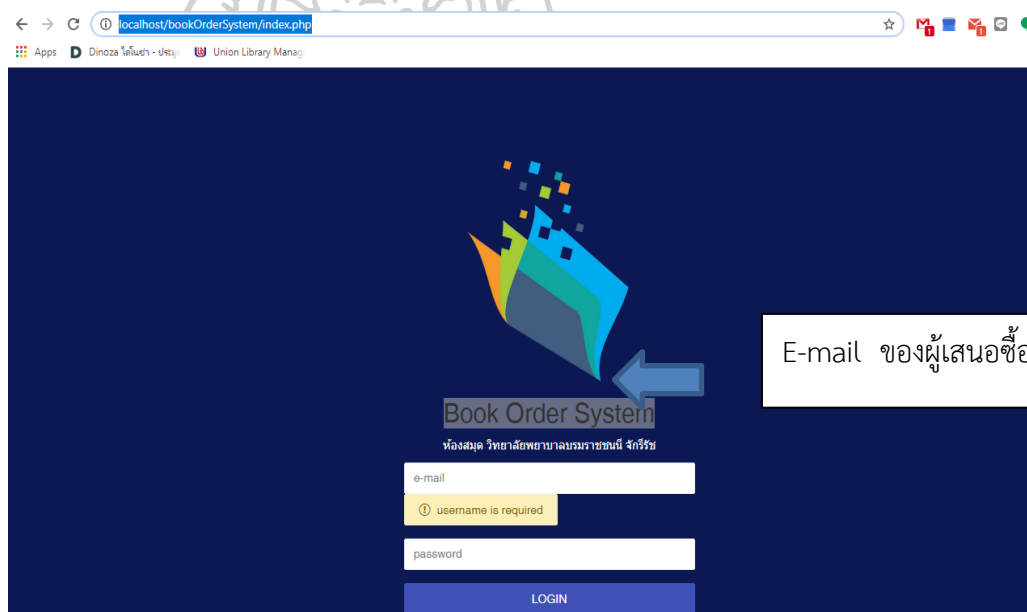 localhost/bookOrderSystem/index.php
Apps Dinoza ไดโนซ่า - ประมู Union Library Manag
E-mail ของผู้เสนอซื้อ
Book Order System
ห้องสมุด วิทยาลัยพยาบาลบรมราชชนนี จักรีรัช
e-mail
username is required
password
LOGIN